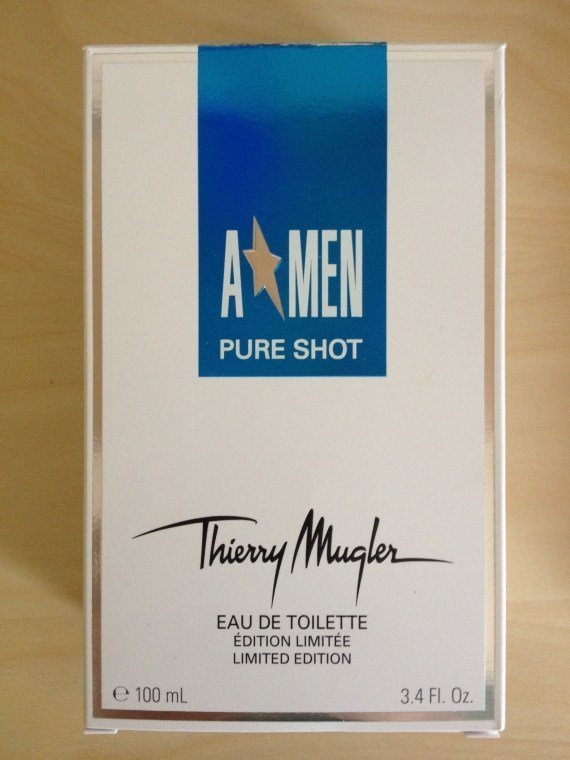 A★MEN
PURE SHOT
Thierry Mugler
EAU DE TOILETTE
ÉDITION LIMITÉE
LIMITED EDITION
℮ 100 mL 3.4 Fl. Oz.